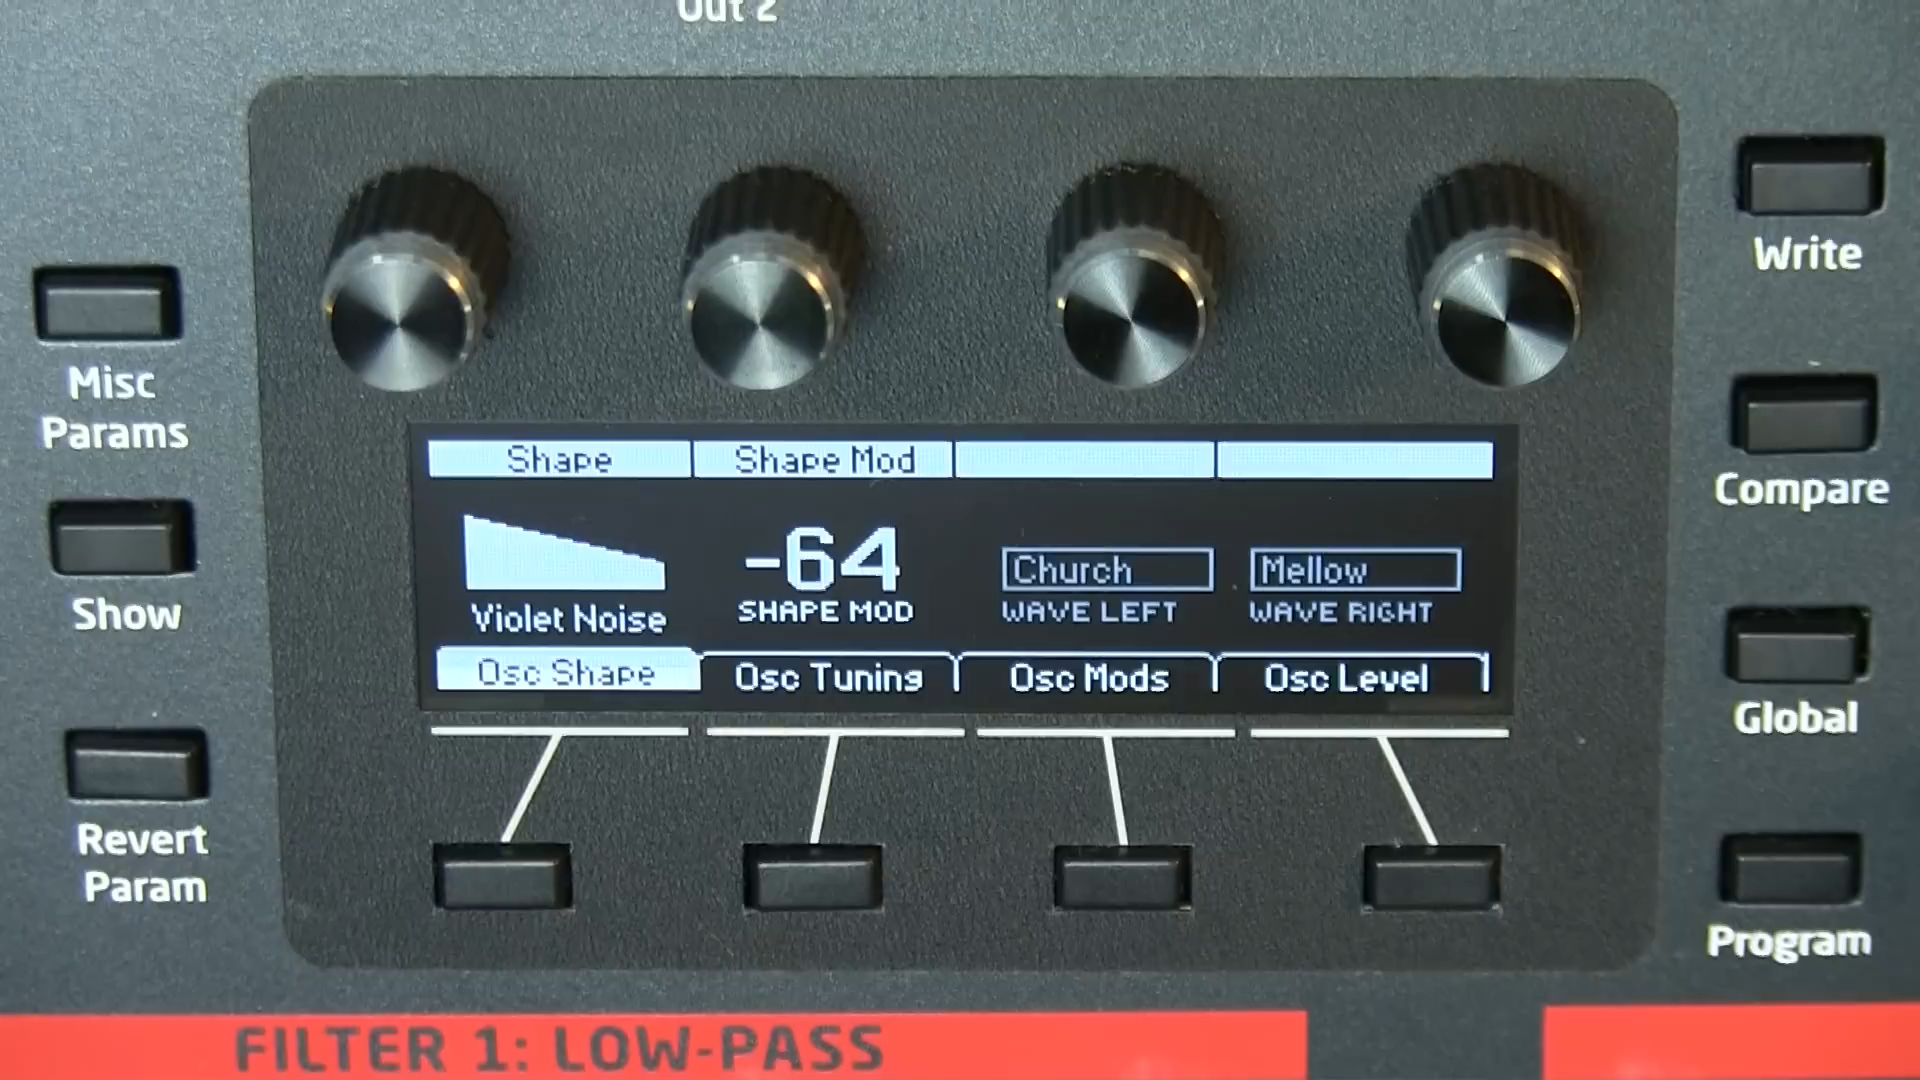 Out 2
Write
Misc
Params
Shape
Shape Mod
Compare
-64
Church
Mellow
Violet Noise
SHAPE MOD
WAVE LEFT
WAVE RIGHT
Show
Osc Shape
Osc Tuning
Osc Mods
Osc Level
Global
Revert
Param
Program
FILTER 1: LOW-PASS